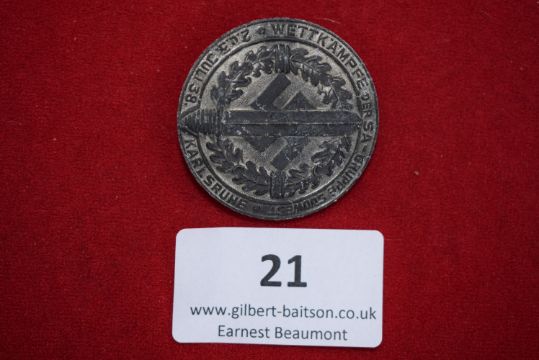 WETTKÄMPFE DER SA
KARLSRUHE
21
www.gilbert-baitson.co.uk
Earnest Beaumont